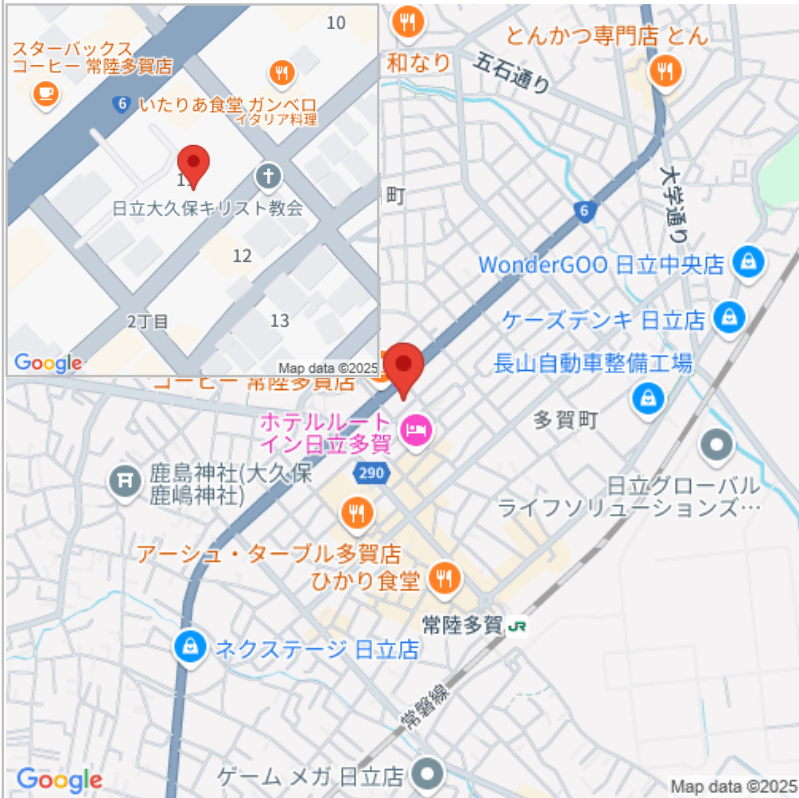 10
スターバックス
コーヒー 常陸多賀店
6
いたりあ食堂 ガンベロ
イタリア料理
日立大久保キリスト教会
12
2丁目
13
Google
Map data ©2025
とんかつ専門店 とん
和なり
五石通り
大学通り
町
6
WonderGOO 日立中央店
ケーズデンキ 日立店
長山自動車整備工場
コーヒー 常陸多賀店
ホテルルート
イン日立多賀
多賀町
290
鹿島神社(大久保
鹿嶋神社)
日立グローバル
ライフソリューションズ…
アーシュ・ターブル多賀店
ひかり食堂
常陸多賀
JR
ネクステージ 日立店
常磐線
ゲーム メガ 日立店
Google
Map data ©2025